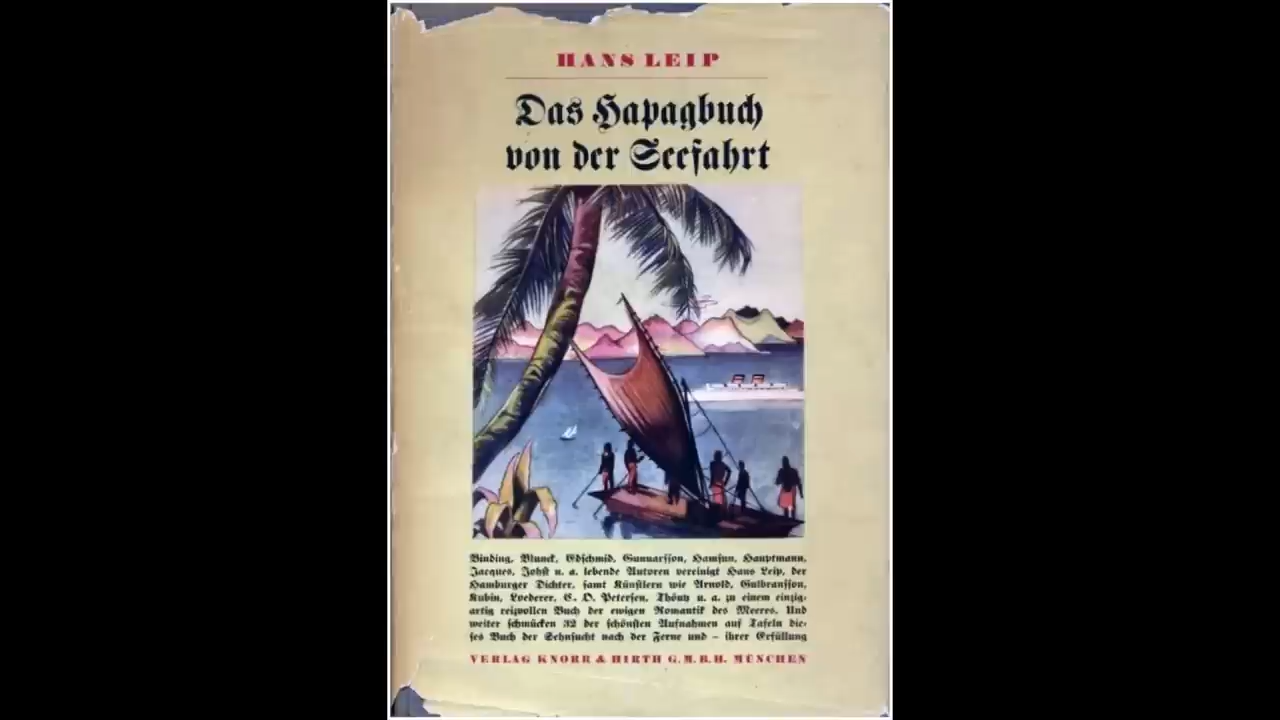 HANS LEIP
Das Hapagbuch
von der Seefahrt
Binding, Blunck, Edschmid, Gunnarsson, Hamsun, Hauptmann,
Jacques, Johst u. a. lebende Autoren vereinigt Hans Leip, der
Hamburger Dichter, samt Künstlern wie Arnold, Gulbransson,
Kubin, Loederer, C. O. Petersen, Thöny u. a. zu einem einzig-
artig reizvollen Buch der ewigen Romantik des Meeres. Und
weiter schmücken 32 der schönsten Aufnahmen auf Tafeln die-
ses Buch der Sehnsucht nach der Ferne und – ihrer Erfüllung
VERLAG KNORR & HIRTH G.M.B.H. MÜNCHEN